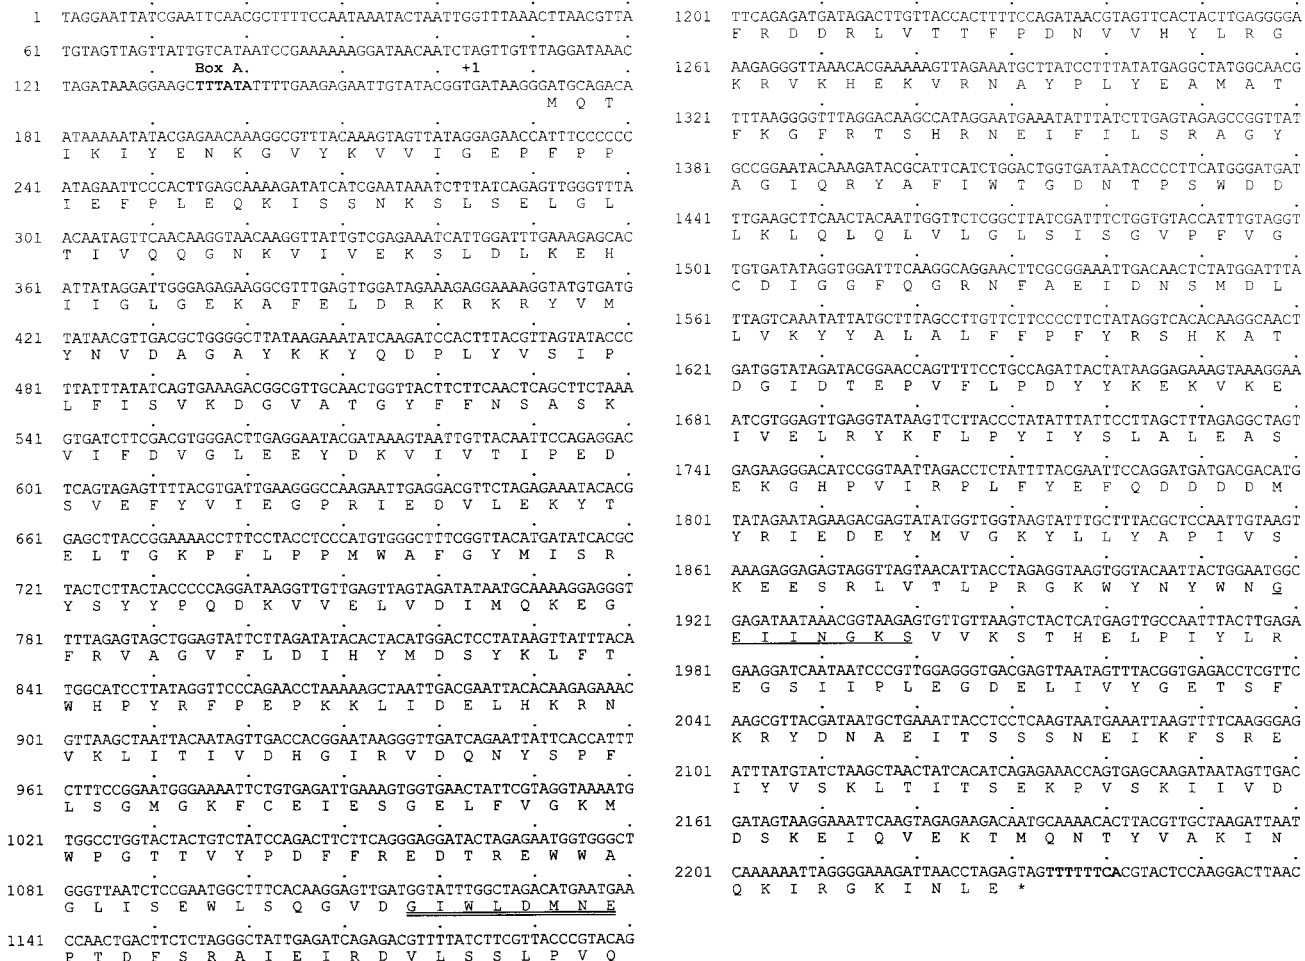 1 TAGGAATTATCGAATTCAACGCTTTTCCAATAAATACTAATTGGTTTAAACTTAACGTTA
61 TGTAGTTAGTTATTGTCATAATCCGAAAAAAGGATAACAATCTAGTTGTTTAGGATAAAC
Box A. +1
121 TAGATAAAGGAAGCTTTATATTTTGAAGAGAATTGTATACGGTGATAAGGGATGCAGACA
M Q T
181 ATAAAAATATACGAGAACAAAGGCGTTTACAAAGTAGTTATAGGAGAACCATTTCCCCCC
I K I Y E N K G V Y K V V I G E P F P P
241 ATAGAATTCCCACTTGAGCAAAAGATATCATCGAATAAATCTTTATCAGAGTTGGGTTTA
I E F P L E Q K I S S N K S L S E L G L
301 ACAATAGTTCAACAAGGTAACAAGGTTATTGTCGAGAAATCATTGGATTTGAAAGAGCAC
T I V Q Q G N K V I V E K S L D L K E H
361 ATTATAGGATTGGGAGAGAAGGCGTTTGAGTTGGATAGAAAGAGGAAAAGGTATGTGATG
I I G L G E K A F E L D R K R K R Y V M
421 TATAACGTTGACGCTGGGGCTTATAAGAAATATCAAGATCCACTTTACGTTAGTATACCC
Y N V D A G A Y K K Y Q D P L Y V S I P
481 TTATTTATATCAGTGAAAGACGGCGTTGCAACTGGTTACTTCTTCAACTCAGCTTCTAAA
L F I S V K D G V A T G Y F F N S A S K
541 GTGATCTTCGACGTGGGACTTGAGGAATACGATAAAGTAATTGTTACAATTCCAGAGGAC
V I F D V G L E E Y D K V I V T I P E D
601 TCAGTAGAGTTTTACGTGATTGAAGGGCCAAGAATTGAGGACGTTCTAGAGAAATACACG
S V E F Y V I E G P R I E D V L E K Y T
661 GAGCTTACCGGAAAACCTTTCCTACCTCCCATGTGGGCTTTCGGTTACATGATATCACGC
E L T G K P F L P P M W A F G Y M I S R
721 TACTCTTACTACCCCCAGGATAAGGTTGTTGAGTTAGTAGATATAATGCAAAAGGAGGGT
Y S Y Y P Q D K V V E L V D I M Q K E G
781 TTTAGAGTAGCTGGAGTATTCTTAGATATACACTACATGGACTCCTATAAGTTATTTACA
F R V A G V F L D I H Y M D S Y K L F T
841 TGGCATCCTTATAGGTTCCCAGAACCTAAAAAGCTAATTGACGAATTACACAAGAGAAAC
W H P Y R F P E P K K L I D E L H K R N
901 GTTAAGCTAATTACAATAGTTGACCACGGAATAAGGGTTGATCAGAATTATTCACCATTT
V K L I T I V D H G I R V D Q N Y S P F
961 CTTTCCGGAATGGGAAAATTCTGTGAGATTGAAAGTGGTGAACTATTCGTAGGTAAAATG
L S G M G K F C E I E S G E L F V G K M
1021 TGGCCTGGTACTACTGTCTATCCAGACTTCTTCAGGGAGGATACTAGAGAATGGTGGGCT
W P G T T V Y P D F F R E D T R E W W A
1081 GGGTTAATCTCCGAATGGCTTTCACAAGGAGTTGATGGTATTTGGCTAGACATGAATGAA
G L I S E W L S Q G V D G I W L D M N E
1141 CCAACTGACTTCTCTAGGGCTATTGAGATCAGAGACGTTTTATCTTCGTTACCCGTACAG
P T D F S R A I E I R D V L S S L P V Q
1201 TTCAGAGATGATAGACTTGTTACCACTTTTCCAGATAACGTAGTTCACTACTTGAGGGGA
F R D D R L V T T F P D N V V H Y L R G
1261 AAGAGGGTTAAACACGAAAAAGTTAGAAATGCTTATCCTTTATATGAGGCTATGGCAACG
K R V K H E K V R N A Y P L Y E A M A T
1321 TTTAAGGGGTTTAGGACAAGCCATAGGAATGAAATATTTATCTTGAGTAGAGCCGGTTAT
F K G F R T S H R N E I F I L S R A G Y
1381 GCCGGAATACAAAGATACGCATTCATCTGGACTGGTGATAATACCCCTTCATGGGATGAT
A G I Q R Y A F I W T G D N T P S W D D
1441 TTGAAGCTTCAACTACAATTGGTTCTCGGCTTATCGATTTCTGGTGTACCATTTGTAGGT
L K L Q L Q L V L G L S I S G V P F V G
1501 TGTGATATAGGTGGATTTCAAGGCAGGAACTTCGCGGAAATTGACAACTCTATGGATTTA
C D I G G F Q G R N F A E I D N S M D L
1561 TTAGTCAAATATTATGCTTTAGCCTTGTTCTTCCCCTTCTATAGGTCACACAAGGCAACT
L V K Y Y A L A L F F P F Y R S H K A T
1621 GATGGTATAGATACGGAACCAGTTTTCCTGCCAGATTACTATAAGGAGAAAGTAAAGGAA
D G I D T E P V F L P D Y Y K E K V K E
1681 ATCGTGGAGTTGAGGTATAAGTTCTTACCCTATATTTATTCCTTAGCTTTAGAGGCTAGT
I V E L R Y K F L P Y I Y S L A L E A S
1741 GAGAAGGGACATCCGGTAATTAGACCTCTATTTTACGAATTCCAGGATGATGACGACATG
E K G H P V I R P L F Y E F Q D D D D M
1801 TATAGAATAGAAGACGAGTATATGGTTGGTAAGTATTTGCTTTACGCTCCAATTGTAAGT
Y R I E D E Y M V G K Y L L Y A P I V S
1861 AAAGAGGAGAGTAGGTTAGTAACATTACCTAGAGGTAAGTGGTACAATTACTGGAATGGC
K E E S R L V T L P R G K W Y N Y W N G
1921 GAGATAATAAACGGTAAGAGTGTTGTTAAGTCTACTCATGAGTTGCCAATTTACTTGAGA
E I I N G K S V V K S T H E L P I Y L R
1981 GAAGGATCAATAATCCCGTTGGAGGGTGACGAGTTAATAGTTTACGGTGAGACCTCGTTC
E G S I I P L E G D E L I V Y G E T S F
2041 AAGCGTTACGATAATGCTGAAATTACCTCCTCAAGTAATGAAATTAAGTTTTCAAGGGAG
K R Y D N A E I T S S S N E I K F S R E
2101 ATTTATGTATCTAAGCTAACTATCACATCAGAGAAACCAGTGAGCAAGATAATAGTTGAC
I Y V S K L T I T S E K P V S K I I V D
2161 GATAGTAAGGAAATTCAAGTAGAGAAGACAATGCAAAACACTTACGTTGCTAAGATTAAT
D S K E I Q V E K T M Q N T Y V A K I N
2201 CAAAAAATTAGGGGAAAGATTAACCTAGAGTAGTTTTTTCACGTACTCCAAGGACTTAAC
Q K I R G K I N L E *